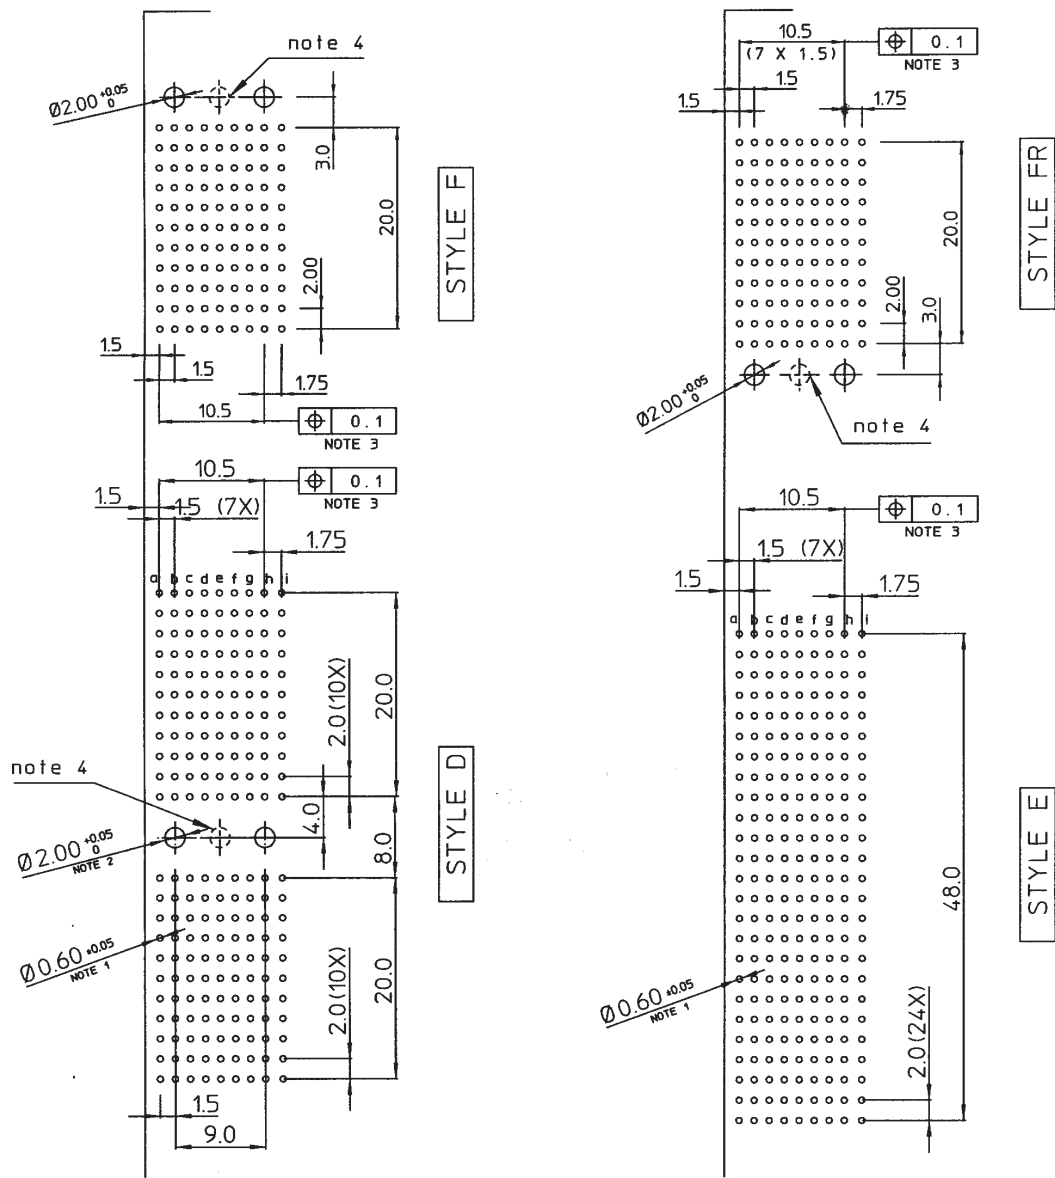 note 4
Ø2.00 +0.05 0
3.0
20.0
2.00
1.5
1.5
1.75
10.5
⌖ 0.1
NOTE 3
STYLE F
10.5
(7 X 1.5)
⌖ 0.1
NOTE 3
1.5
1.5
1.75
20.0
2.00
3.0
Ø2.00 +0.05 0
note 4
STYLE FR
10.5
⌖ 0.1
NOTE 3
1.5
1.5 (7X)
1.75
a b c d e f g h i
2.0 (10X)
20.0
note 4
4.0
8.0
Ø2.00 +0.05 0
NOTE 2
Ø0.60 ±0.05
NOTE 1
2.0 (10X)
20.0
1.5
9.0
STYLE D
10.5
⌖ 0.1
NOTE 3
1.5 (7X)
1.5
1.75
a b c d e f g h i
48.0
Ø0.60 ±0.05
NOTE 1
2.0 (24X)
STYLE E